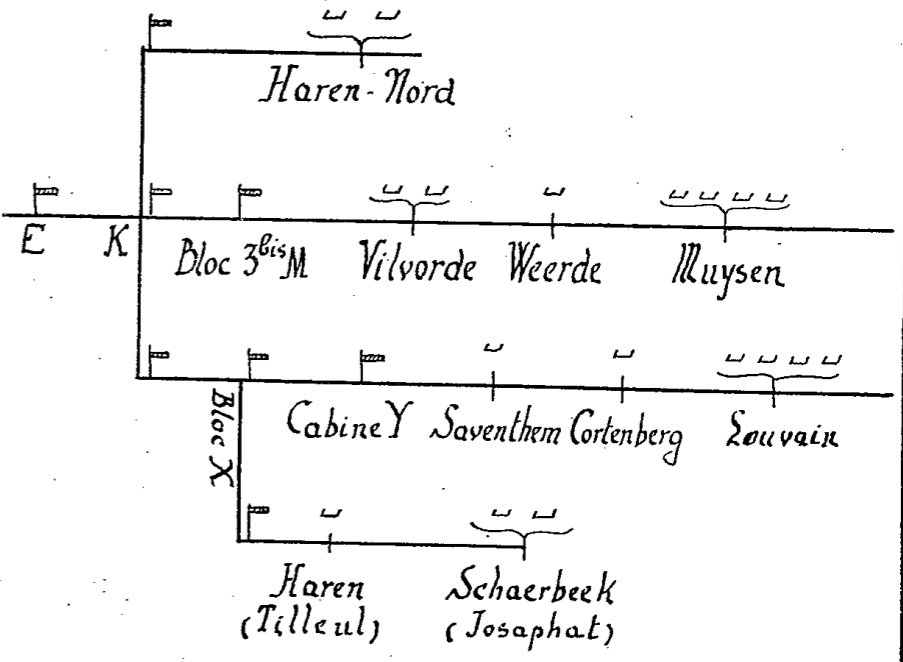 Haren-Nord
E K Bloc 3bis M Vilvorde Weerde Muysen
Bloc X
Cabine Y Saventhem Cortenberg Louvain
Haren
(Tilleul)
Schaerbeek
(Josaphat)